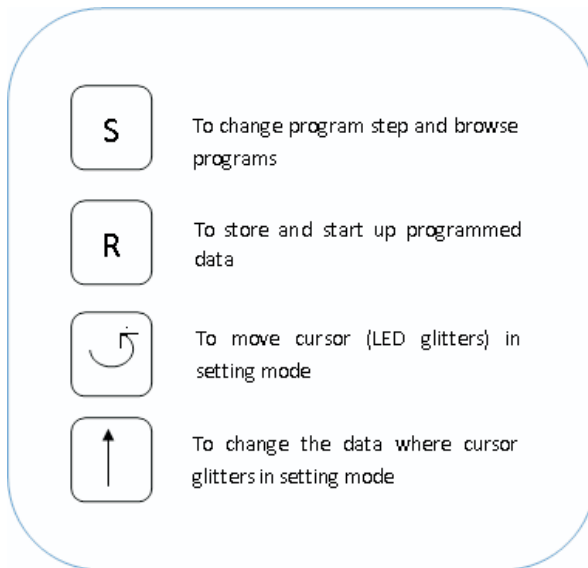 S
To change program step and browse
programs
R
To store and start up programmed
data
To move cursor (LED glitters) in
setting mode
To change the data where cursor
glitters in setting mode